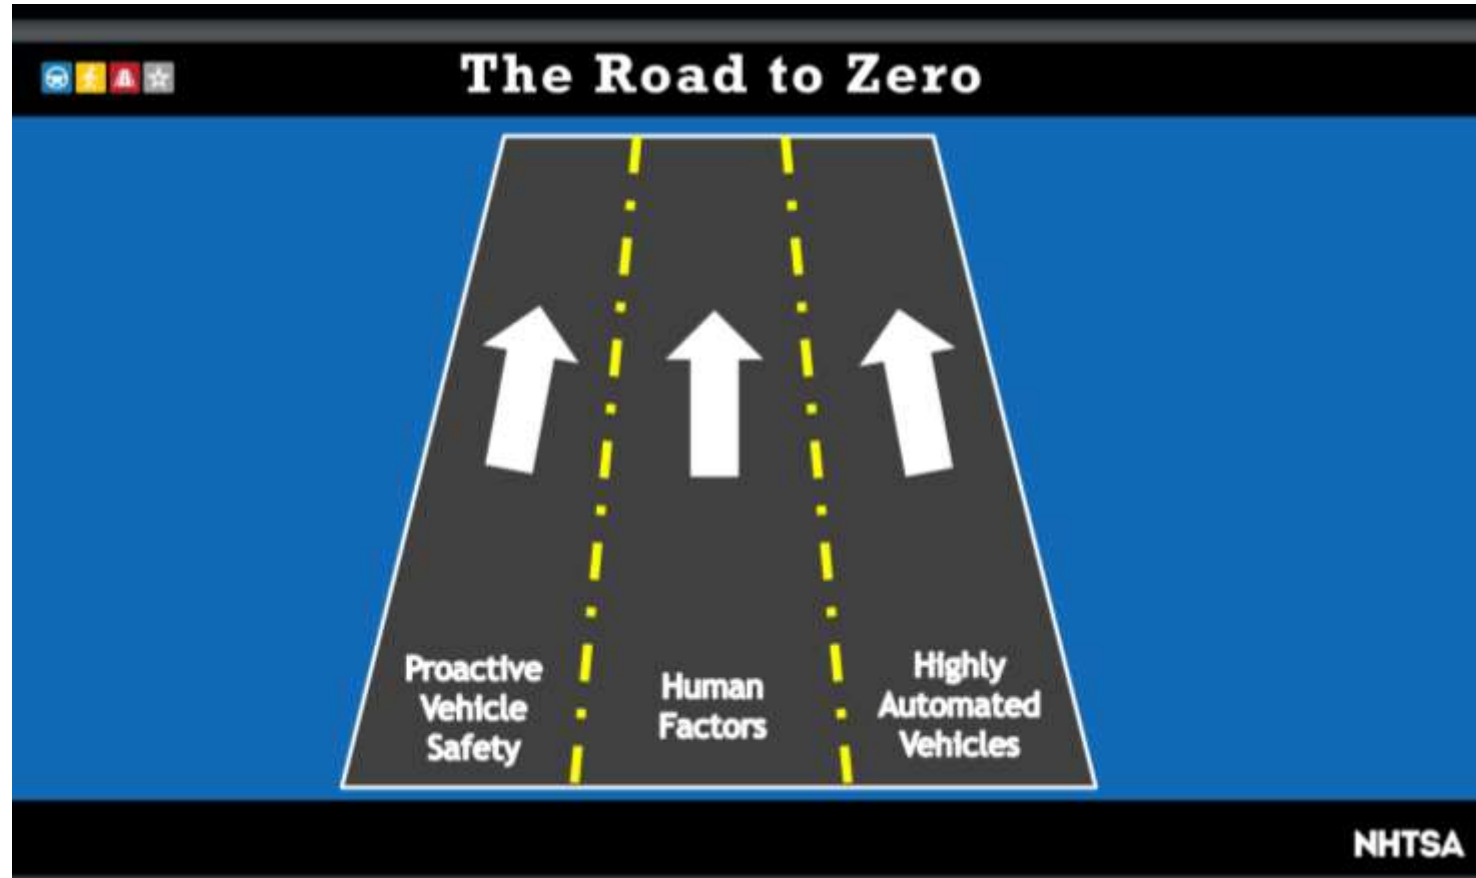 The Road to Zero
Proactive
Vehicle
Safety
Human
Factors
Highly
Automated
Vehicles
NHTSA